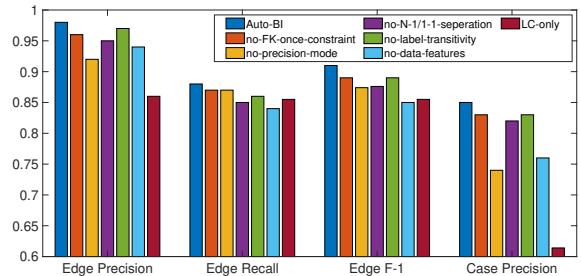 1
0.95
0.9
0.85
0.8
0.75
0.7
0.65
0.6
Auto-BI
no-FK-once-constraint
no-precision-mode
no-N-1/1-1-seperation
no-label-transitivity
no-data-features
LC-only
Edge Precision
Edge Recall
Edge F-1
Case Precision